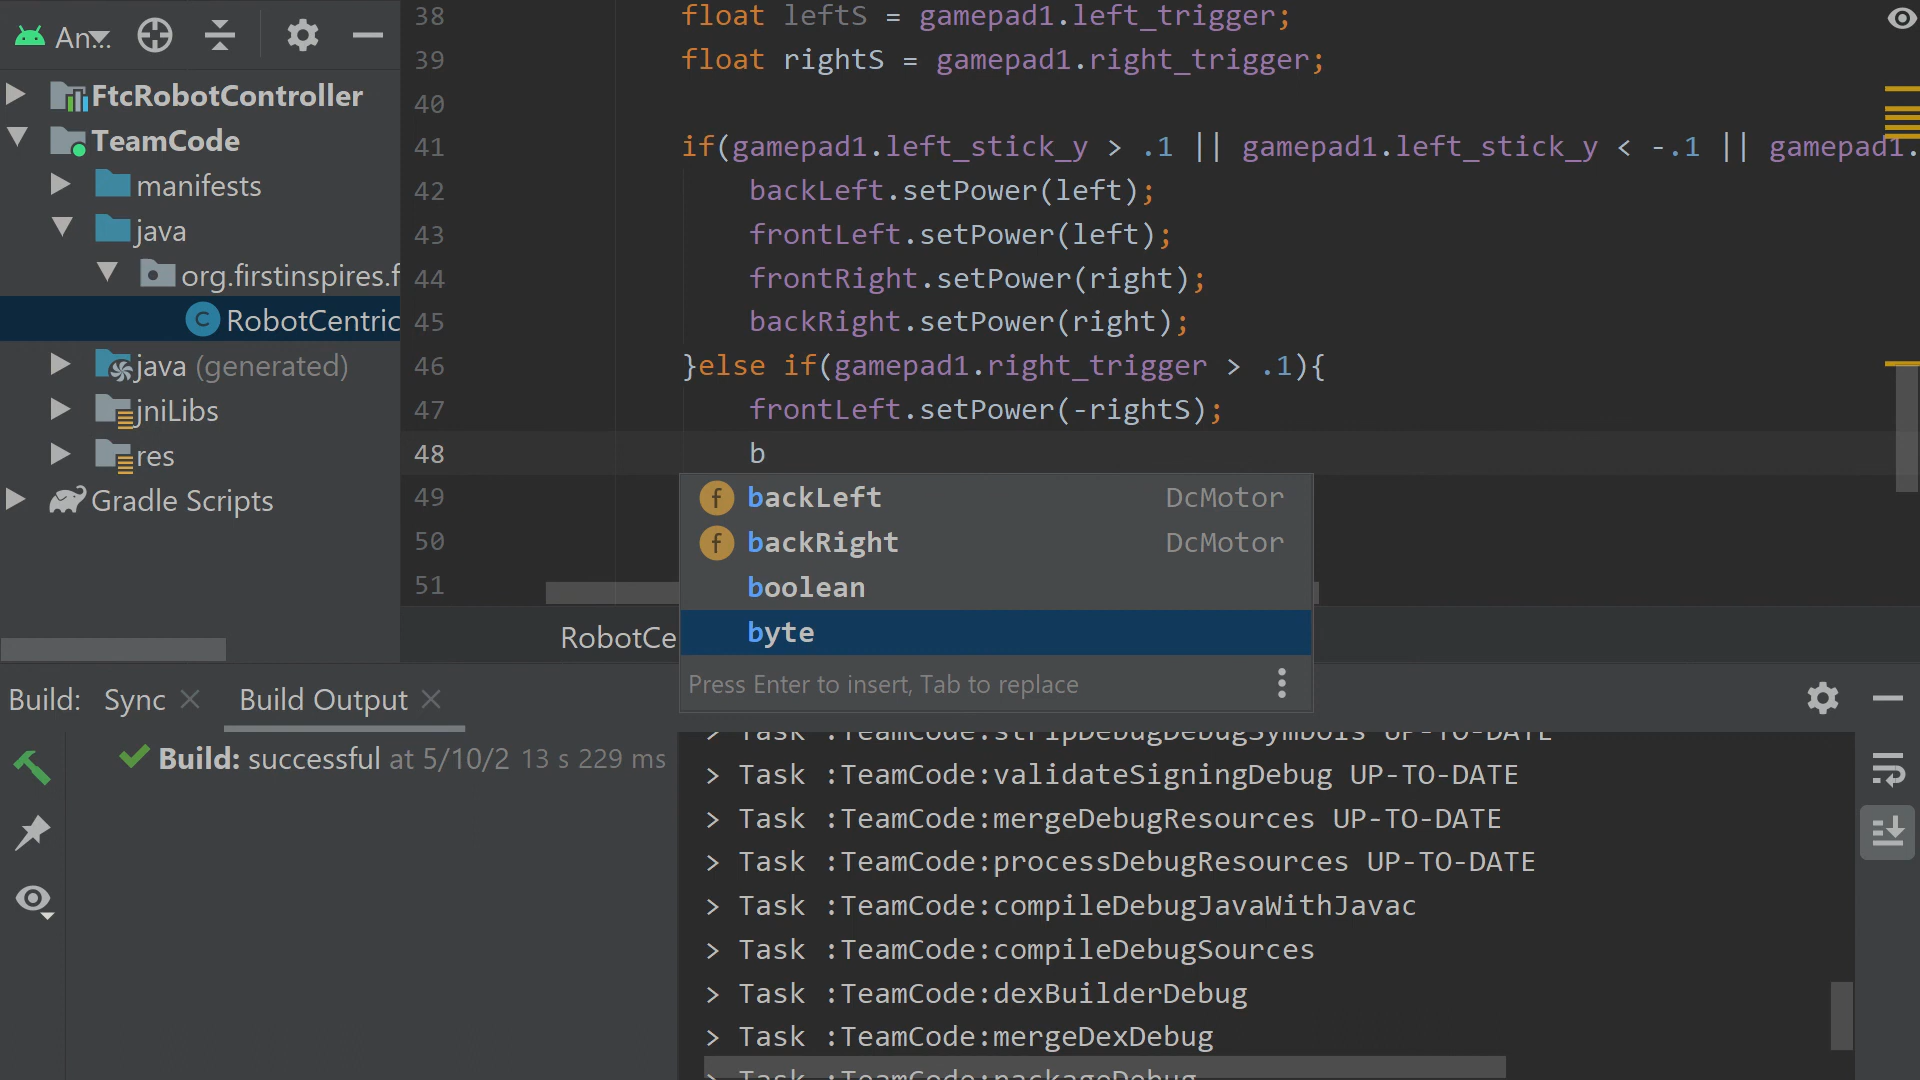 An...
FtcRobotController
TeamCode
manifests
java
org.firstinspires.f
RobotCentric
java (generated)
jniLibs
res
Gradle Scripts
38 float leftS = gamepad1.left_trigger;
39 float rightS = gamepad1.right_trigger;
40
41 if(gamepad1.left_stick_y > .1 || gamepad1.left_stick_y < -.1 || gamepad1.
42 backLeft.setPower(left);
43 frontLeft.setPower(left);
44 frontRight.setPower(right);
45 backRight.setPower(right);
46 }else if(gamepad1.right_trigger > .1){
47 frontLeft.setPower(-rightS);
48 b
49
50
51
backLeft DcMotor
backRight DcMotor
boolean
byte
Press Enter to insert, Tab to replace
RobotCe
Build: Sync Build Output
Build: successful at 5/10/2 13 s 229 ms
> Task :TeamCode:stripDebugDebugSymbols UP-TO-DATE
> Task :TeamCode:validateSigningDebug UP-TO-DATE
> Task :TeamCode:mergeDebugResources UP-TO-DATE
> Task :TeamCode:processDebugResources UP-TO-DATE
> Task :TeamCode:compileDebugJavaWithJavac
> Task :TeamCode:compileDebugSources
> Task :TeamCode:dexBuilderDebug
> Task :TeamCode:mergeDexDebug
> Task :TeamCode:packageDebug